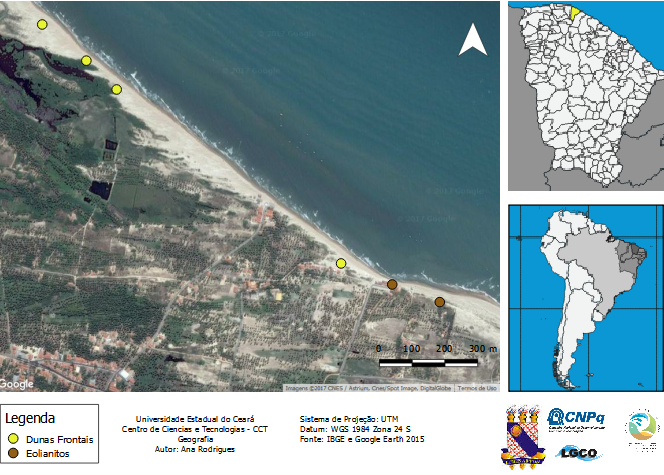 0 100 200 300 m
Google
Imagens ©2017 CNES / Astrium, Cnes/Spot Image, DigitalGlobe
Termos de Uso
Legenda
Dunas Frontais
Eolianitos
Universidade Estadual do Ceará
Centro de Ciencias e Tecnologias - CCT
Geografia
Autor: Ana Rodrigues
Sistema de Projeção: UTM
Datum: WGS 1984 Zona 24 S
Fonte: IBGE e Google Earth 2015
CNPq
LGCO